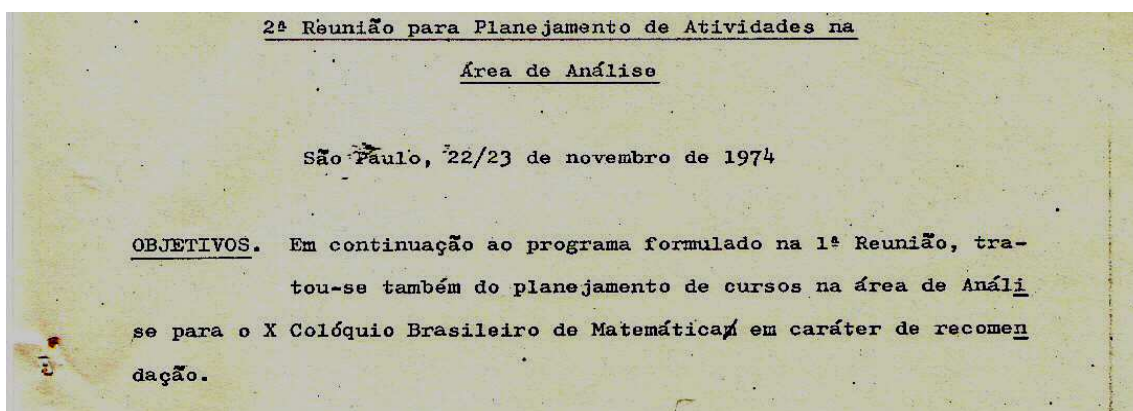 2ª Reunião para Planejamento de Atividades na
Área de Análise
São Paulo, 22/23 de novembro de 1974
OBJETIVOS. Em continuação ao programa formulado na 1ª Reunião, tra-
tou-se também do planejamento de cursos na área de Análi
se para o X Colóquio Brasileiro de Matemática em caráter de recomen
dação.